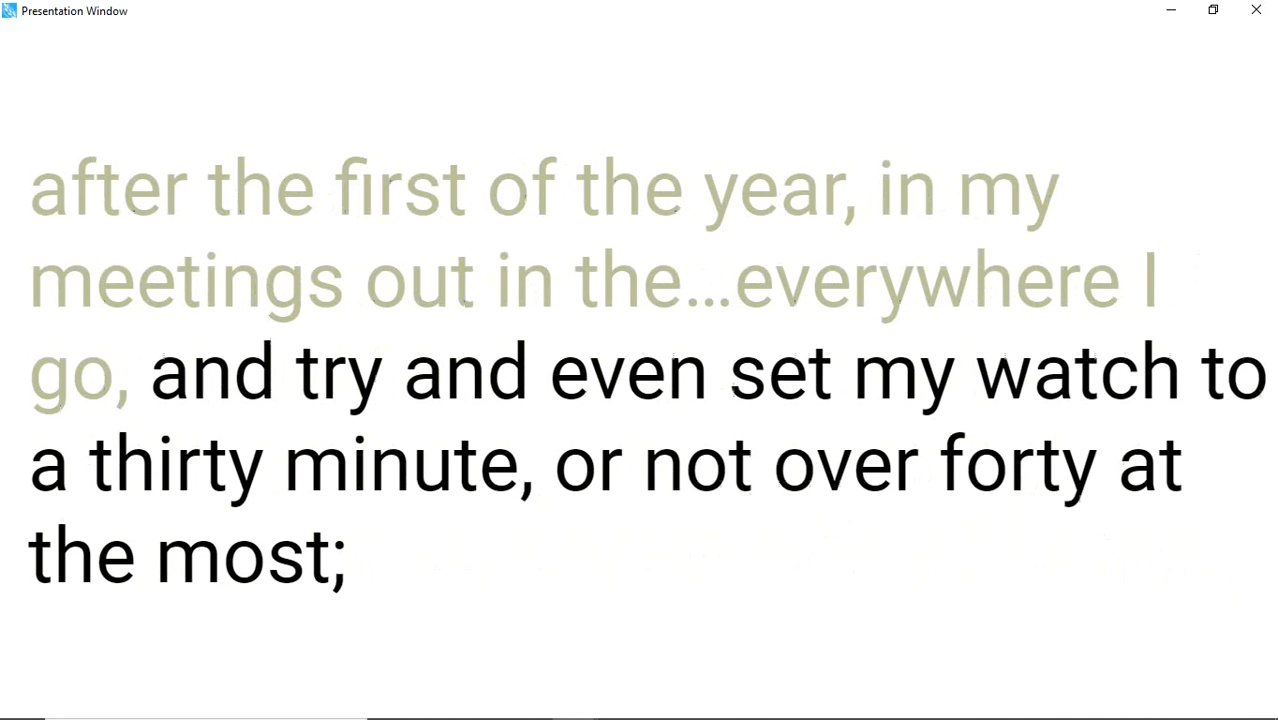 Presentation Window
after the first of the year, in my
meetings out in the…everywhere I
go, and try and even set my watch to
a thirty minute, or not over forty at
the most;